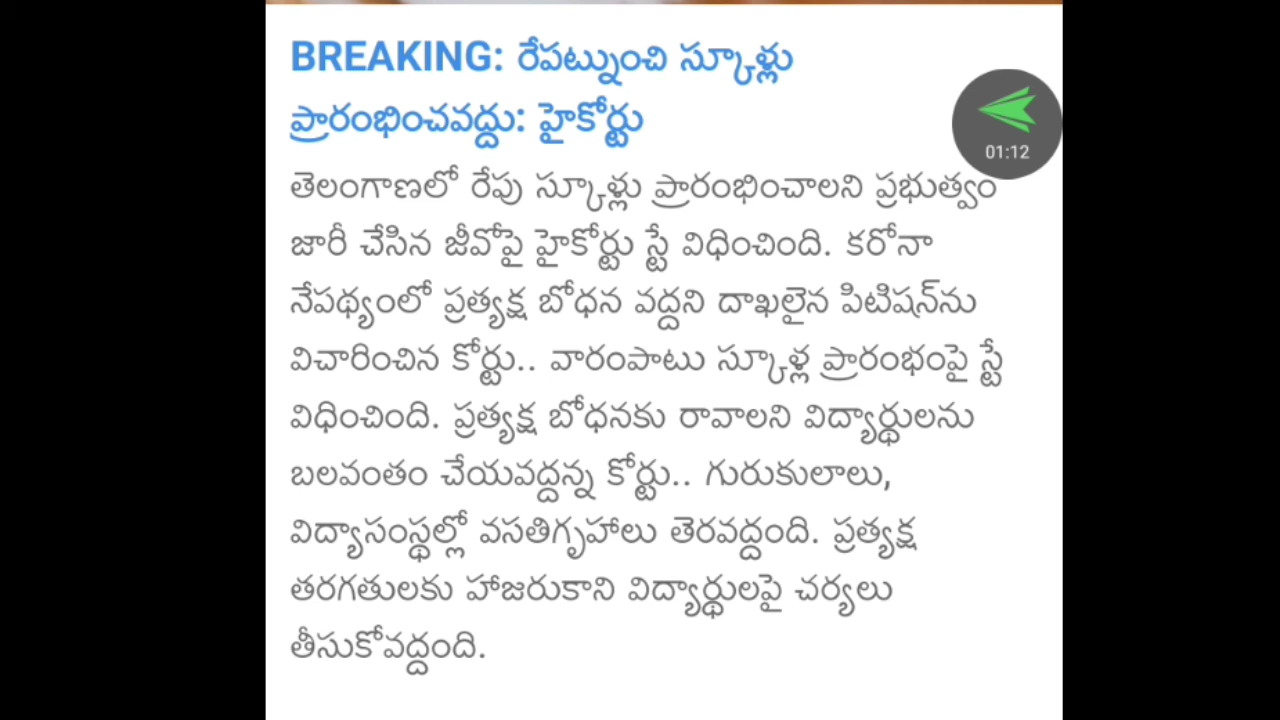 BREAKING: రేపట్నుంచి స్కూళ్లు
ప్రారంభించవద్దు: హైకోర్టు
01:12
తెలంగాణలో రేపు స్కూళ్లు ప్రారంభించాలని ప్రభుత్వం
జారీ చేసిన జీవోపై హైకోర్టు స్టే విధించింది. కరోనా
నేపథ్యంలో ప్రత్యక్ష బోధన వద్దని దాఖలైన పిటిషన్‌ను
విచారించిన కోర్టు.. వారంపాటు స్కూళ్ల ప్రారంభంపై స్టే
విధించింది. ప్రత్యక్ష బోధనకు రావాలని విద్యార్థులను
బలవంతం చేయవద్దన్న కోర్టు.. గురుకులాలు,
విద్యాసంస్థల్లో వసతిగృహాలు తెరవద్దంది. ప్రత్యక్ష
తరగతులకు హాజరుకాని విద్యార్థులపై చర్యలు
తీసుకోవద్దంది.